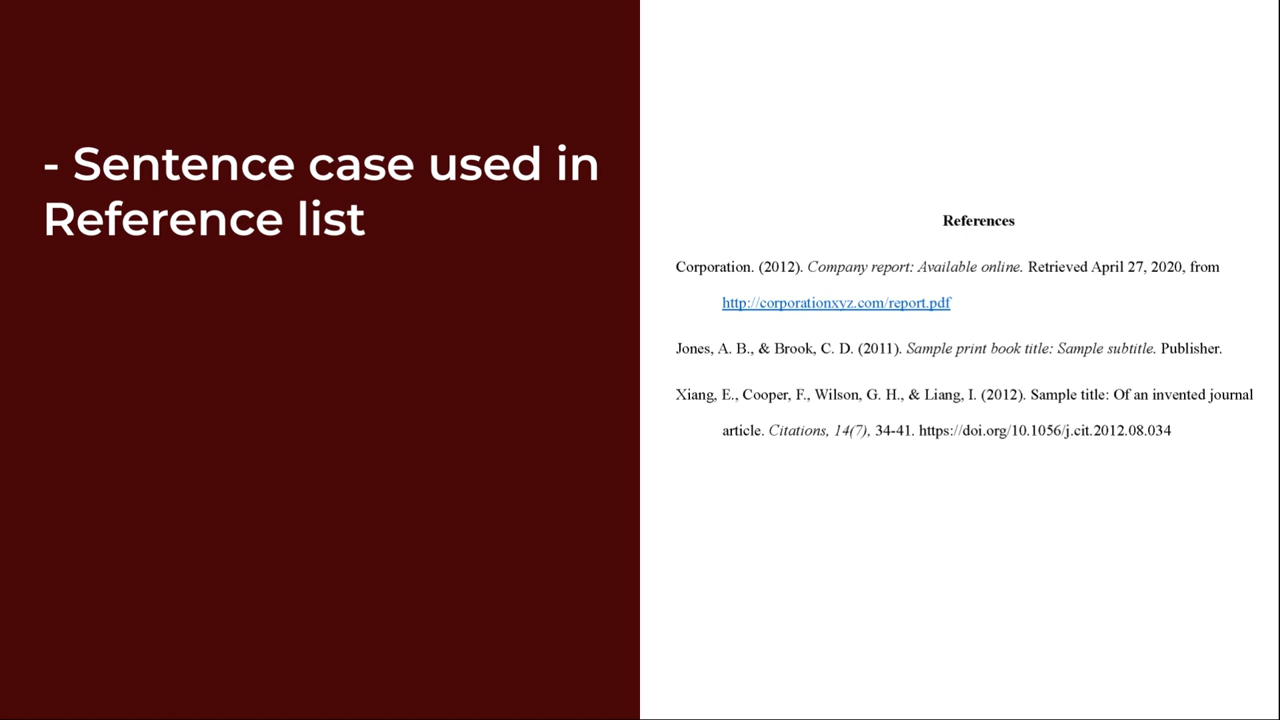 - Sentence case used in
Reference list
References
Corporation. (2012). Company report: Available online. Retrieved April 27, 2020, from
http://corporationxyz.com/report.pdf
Jones, A. B., & Brook, C. D. (2011). Sample print book title: Sample subtitle. Publisher.
Xiang, E., Cooper, F., Wilson, G. H., & Liang, I. (2012). Sample title: Of an invented journal
article. Citations, 14(7), 34-41. https://doi.org/10.1056/j.cit.2012.08.034